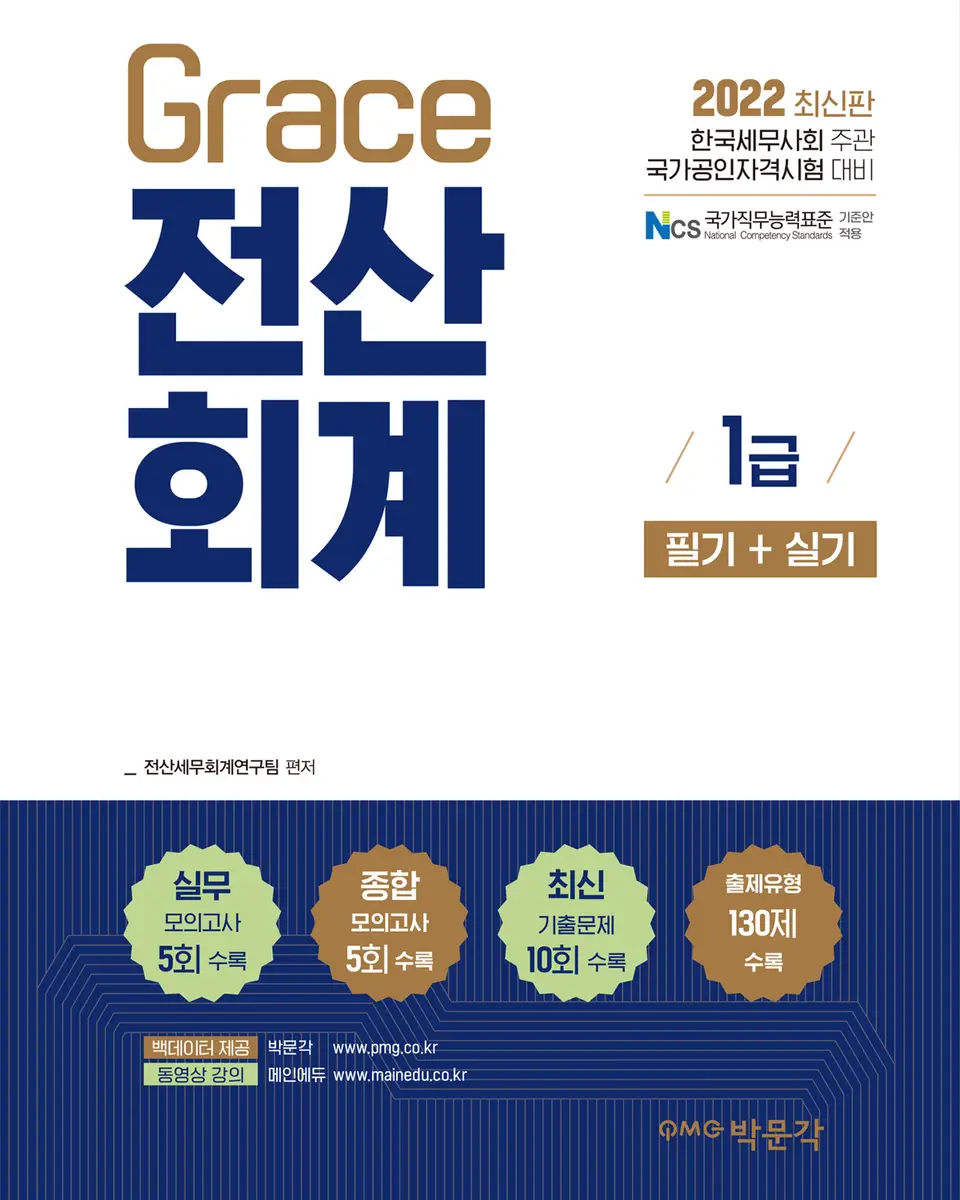 Grace
전산
회계
2022 최신판
한국세무사회 주관
국가공인자격시험 대비
NCS 국가직무능력표준 기준안 적용
National Competency Standards
1급
필기 + 실기
_ 전산세무회계연구팀 편저
실무
모의고사
5회 수록
종합
모의고사
5회 수록
최신
기출문제
10회 수록
출제유형
130제
수록
백데이터 제공 박문각 www.pmg.co.kr
동영상 강의 메인에듀 www.mainedu.co.kr
PMG 박문각